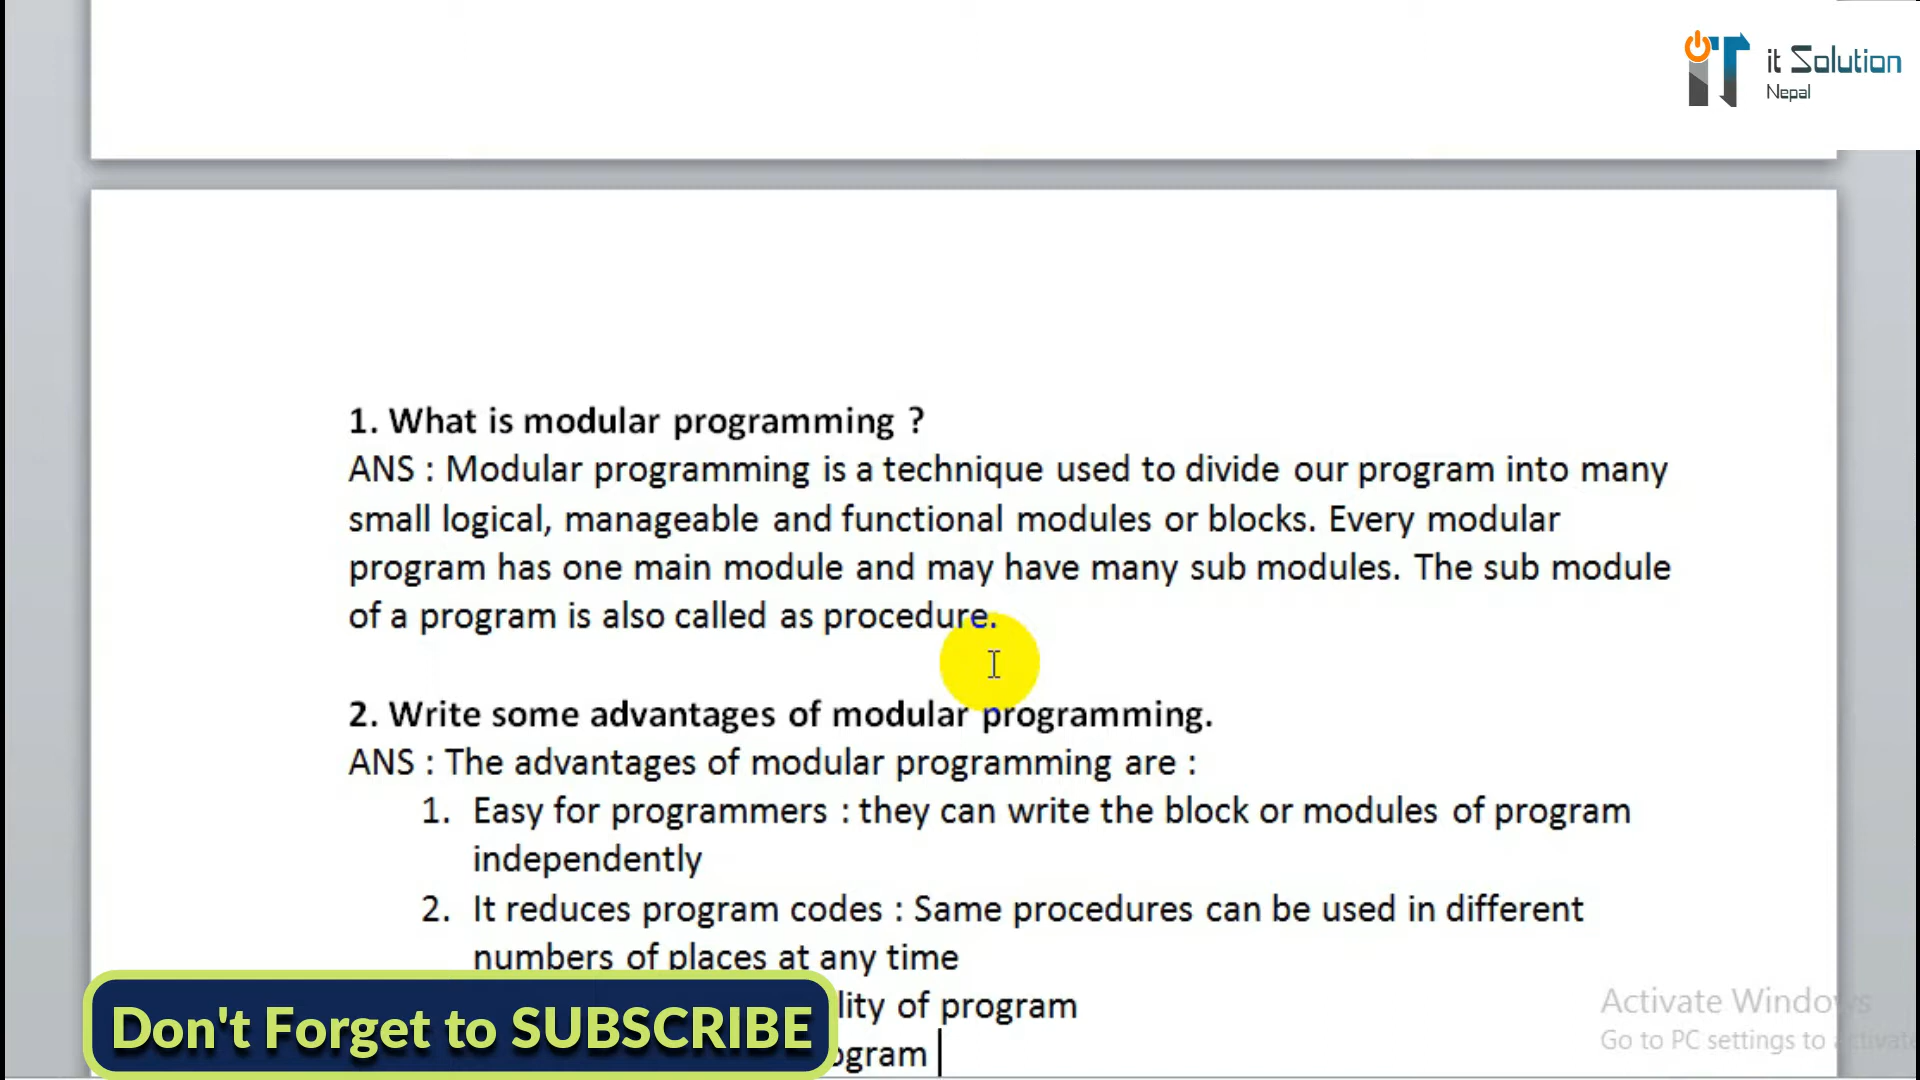 it Solution
Nepal
1. What is modular programming ?
ANS : Modular programming is a technique used to divide our program into many
small logical, manageable and functional modules or blocks. Every modular
program has one main module and may have many sub modules. The sub module
of a program is also called as procedure.
2. Write some advantages of modular programming.
ANS : The advantages of modular programming are :
1. Easy for programmers : they can write the block or modules of program
independently
2. It reduces program codes : Same procedures can be used in different
numbers of places at any time
of program
Don't Forget to SUBSCRIBE
Activate Windows
Go to PC settings to activate